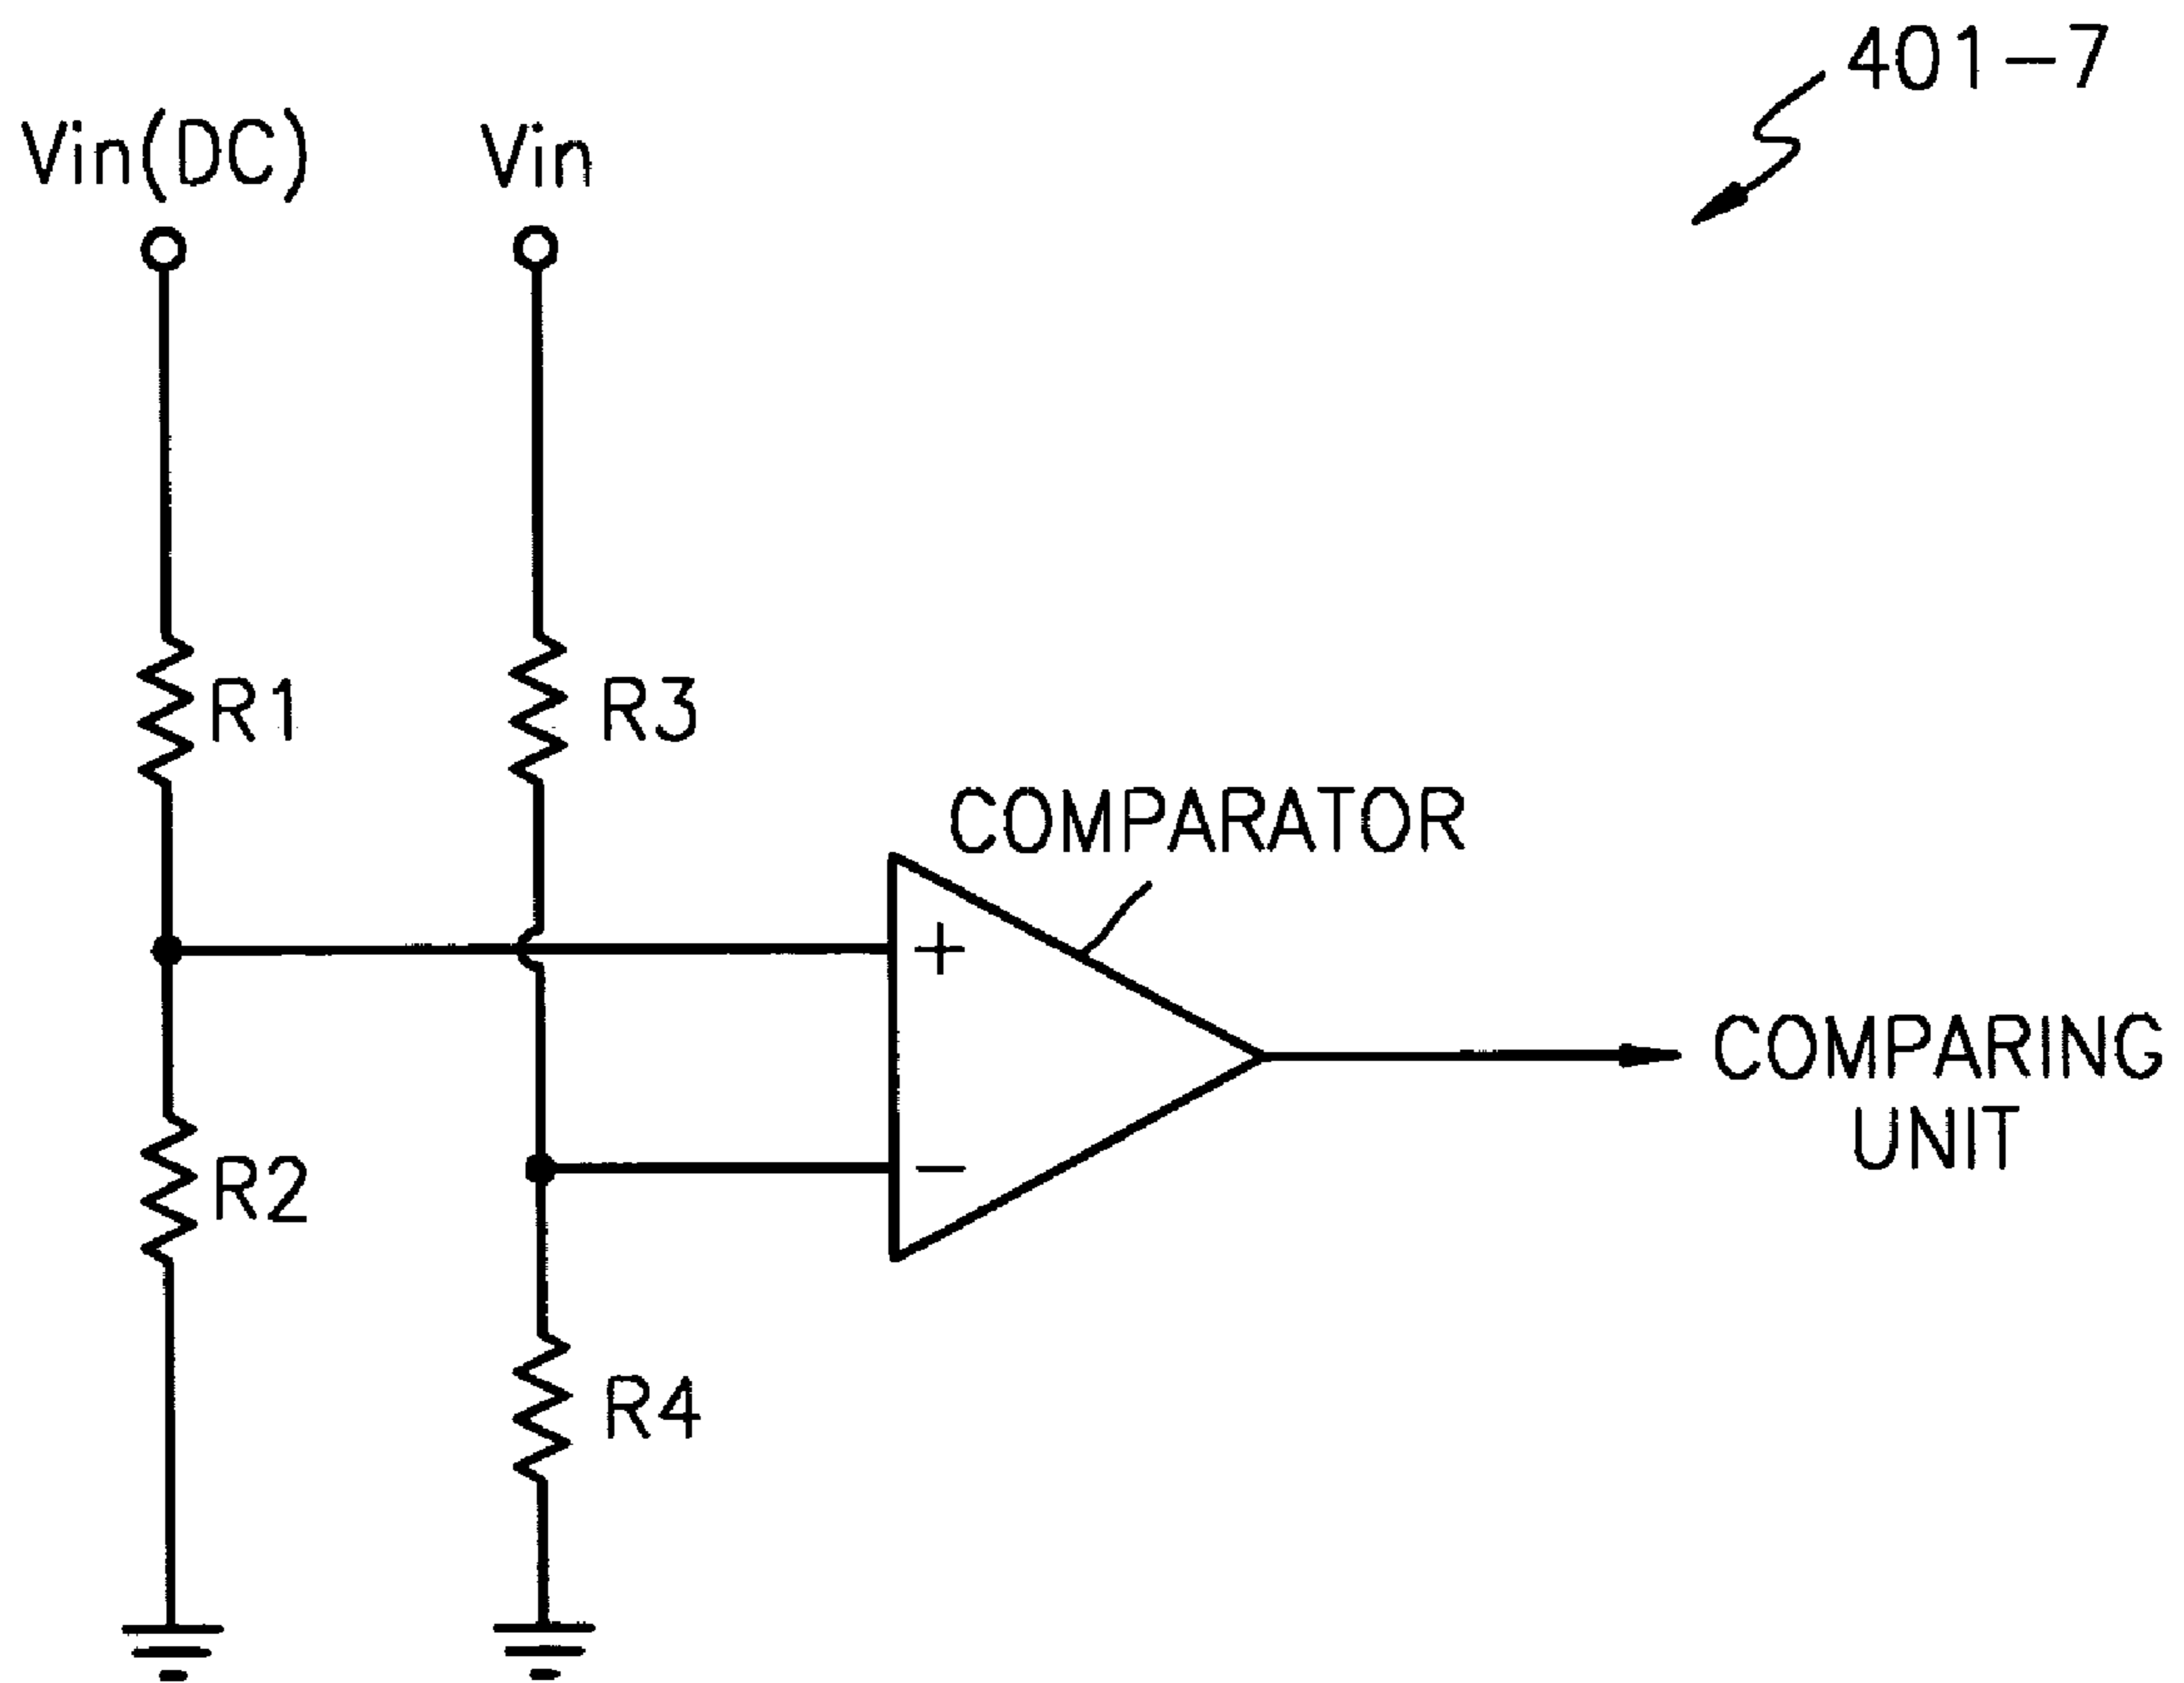 401-7
Vin(DC)
Vin
R1
R3
COMPARATOR
+
COMPARING
UNIT
−
R2
R4